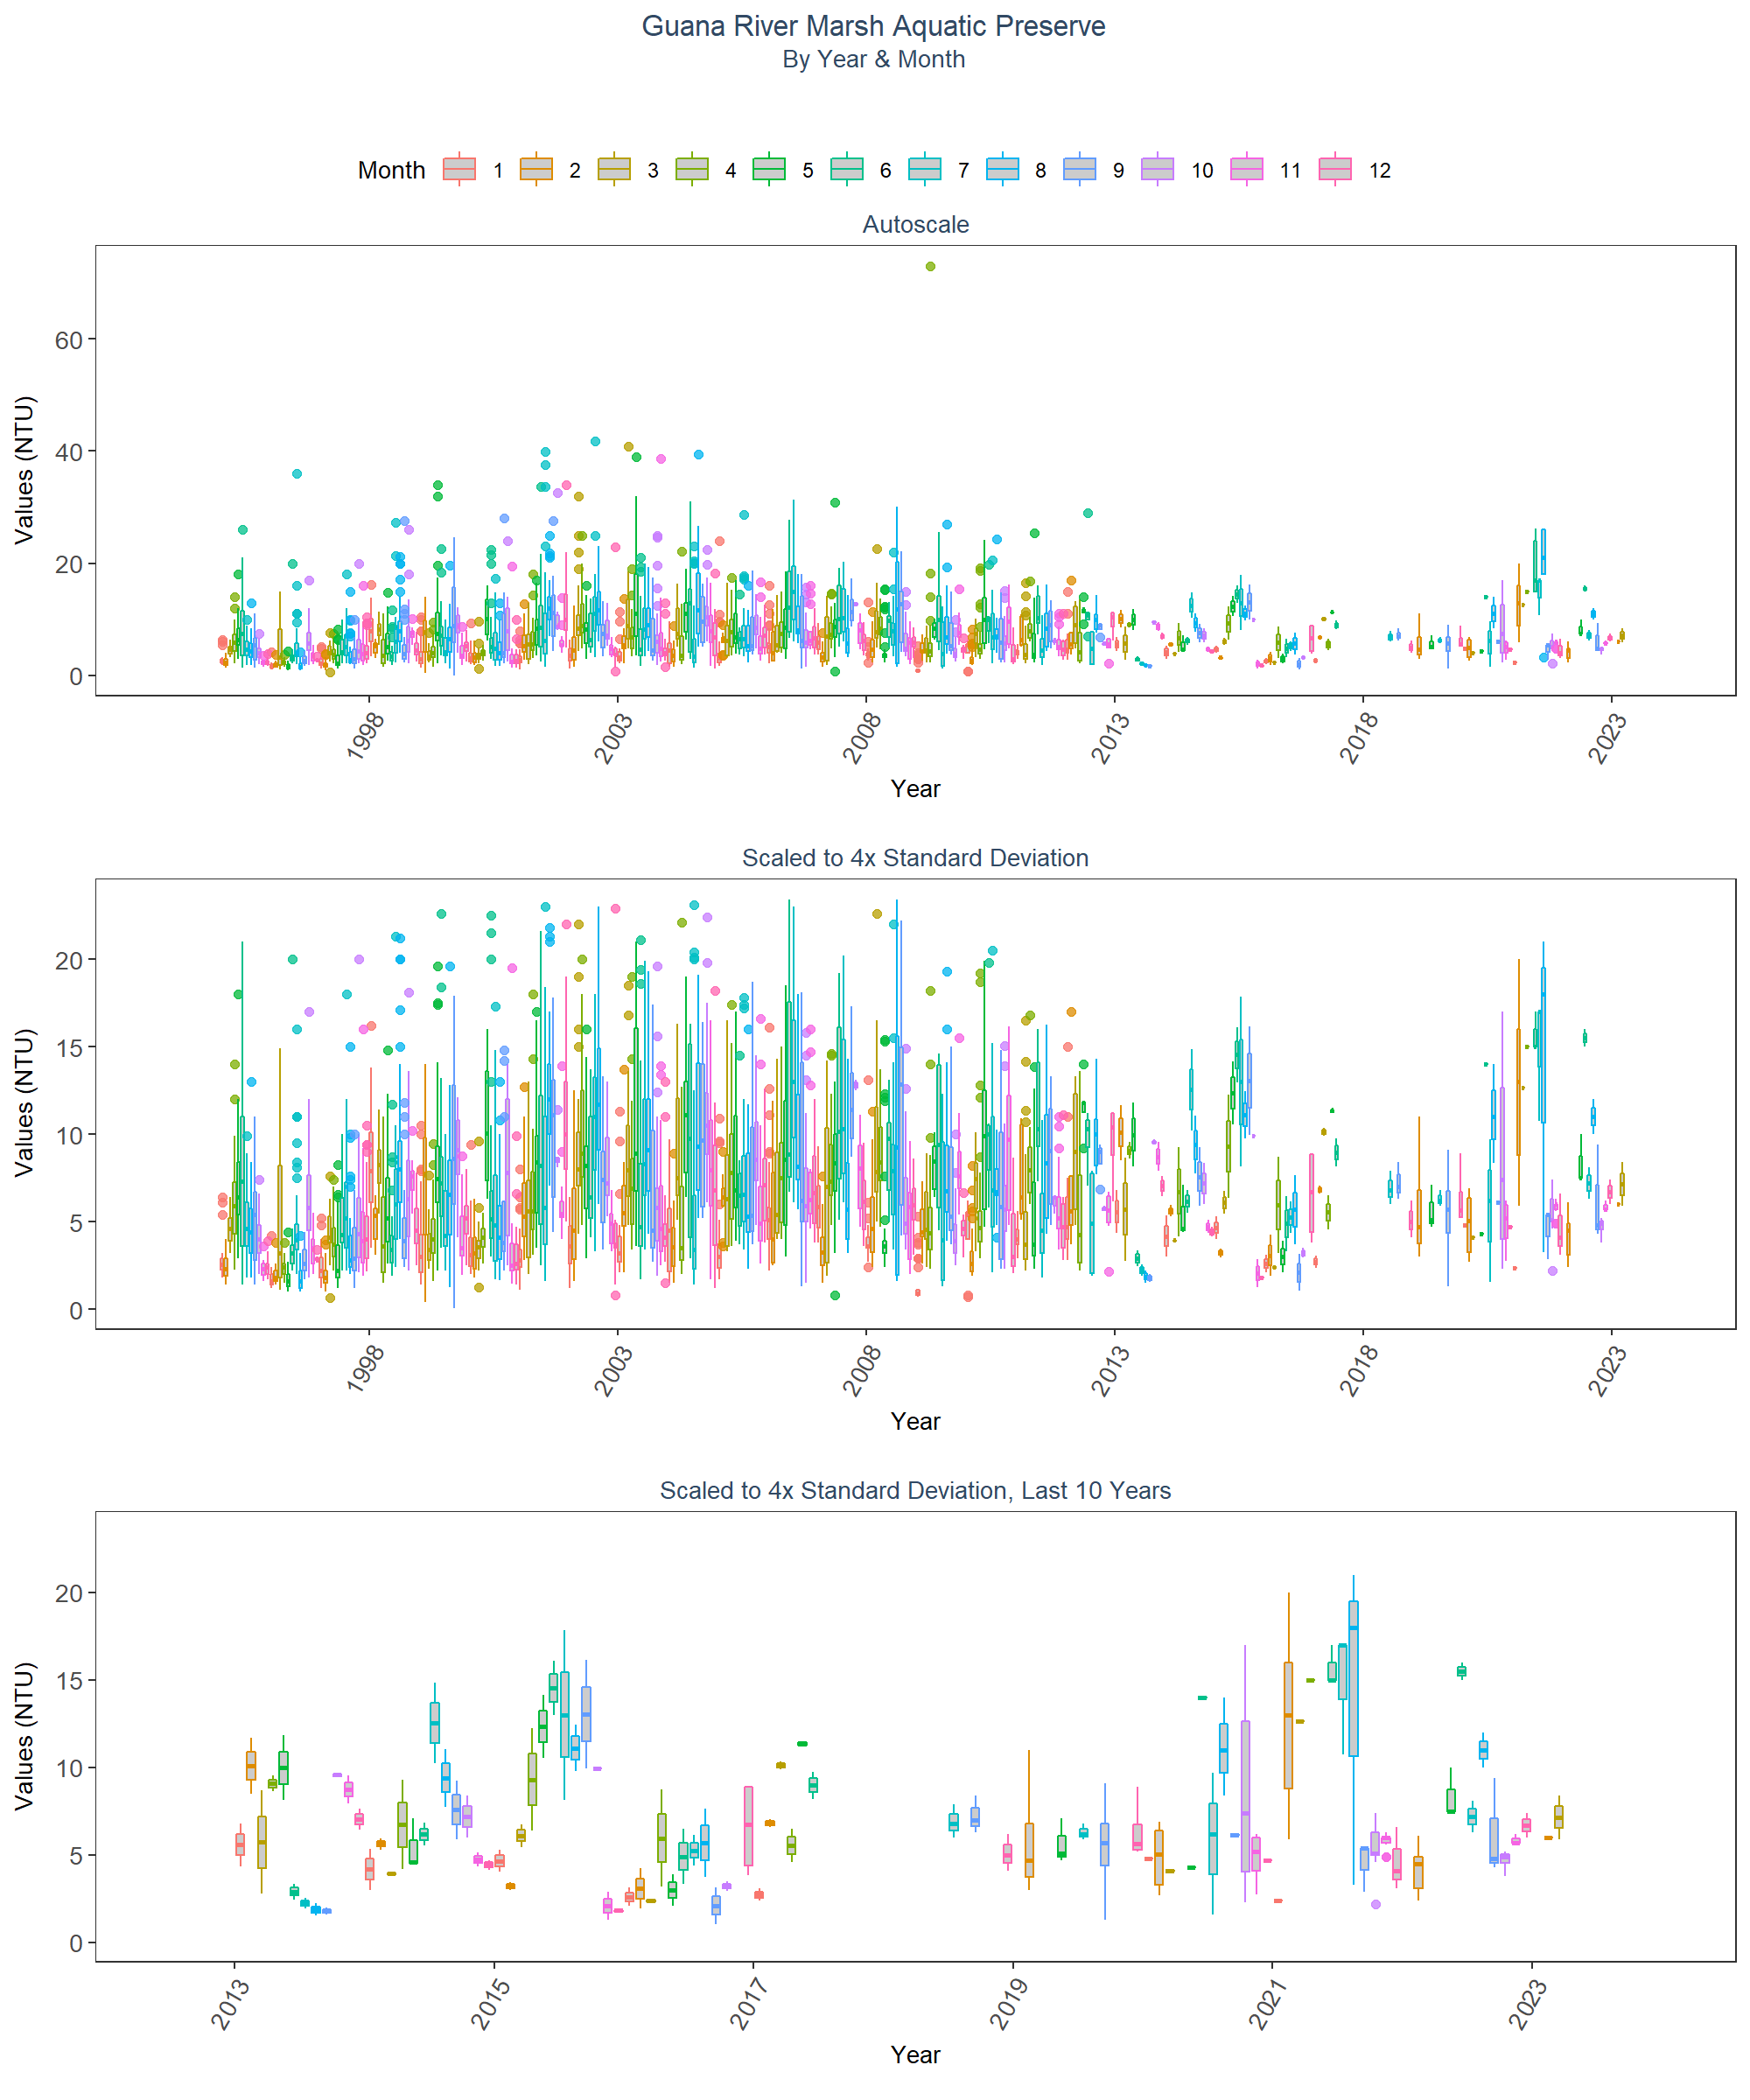 Guana River Marsh Aquatic Preserve
By Year & Month
Month 1 2 3 4 5 6 7 8 9 10 11 12
Autoscale
Values (NTU)
60
40
20
0
1998 2003 2008 2013 2018 2023
Year
Scaled to 4x Standard Deviation
Values (NTU)
20
15
10
5
0
1998 2003 2008 2013 2018 2023
Year
Scaled to 4x Standard Deviation, Last 10 Years
Values (NTU)
20
15
10
5
0
2013 2015 2017 2019 2021 2023
Year